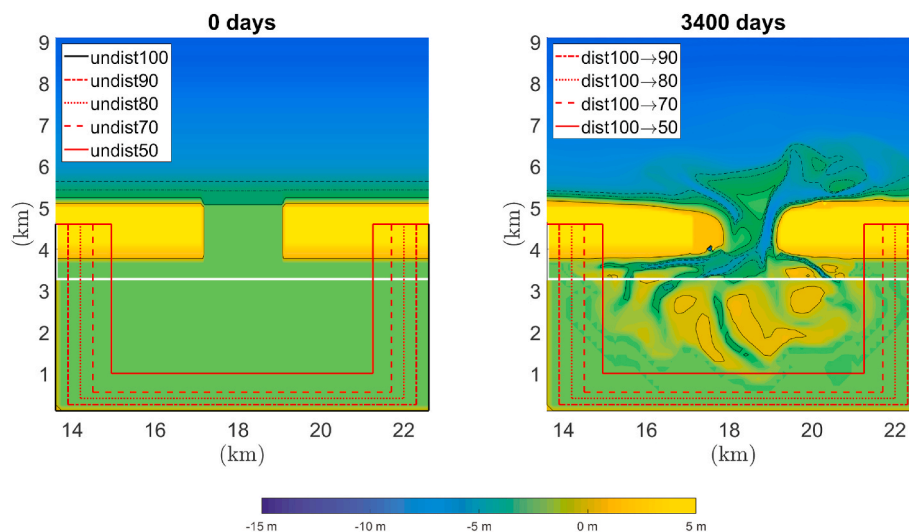 0 days
9
8
7
6
5
4
3
2
1
(km)
undist100
undist90
undist80
undist70
undist50
14
16
18
20
22
(km)
3400 days
9
8
7
6
5
4
3
2
1
(km)
dist100→90
dist100→80
dist100→70
dist100→50
14
16
18
20
22
(km)
-15 m
-10 m
-5 m
0 m
5 m